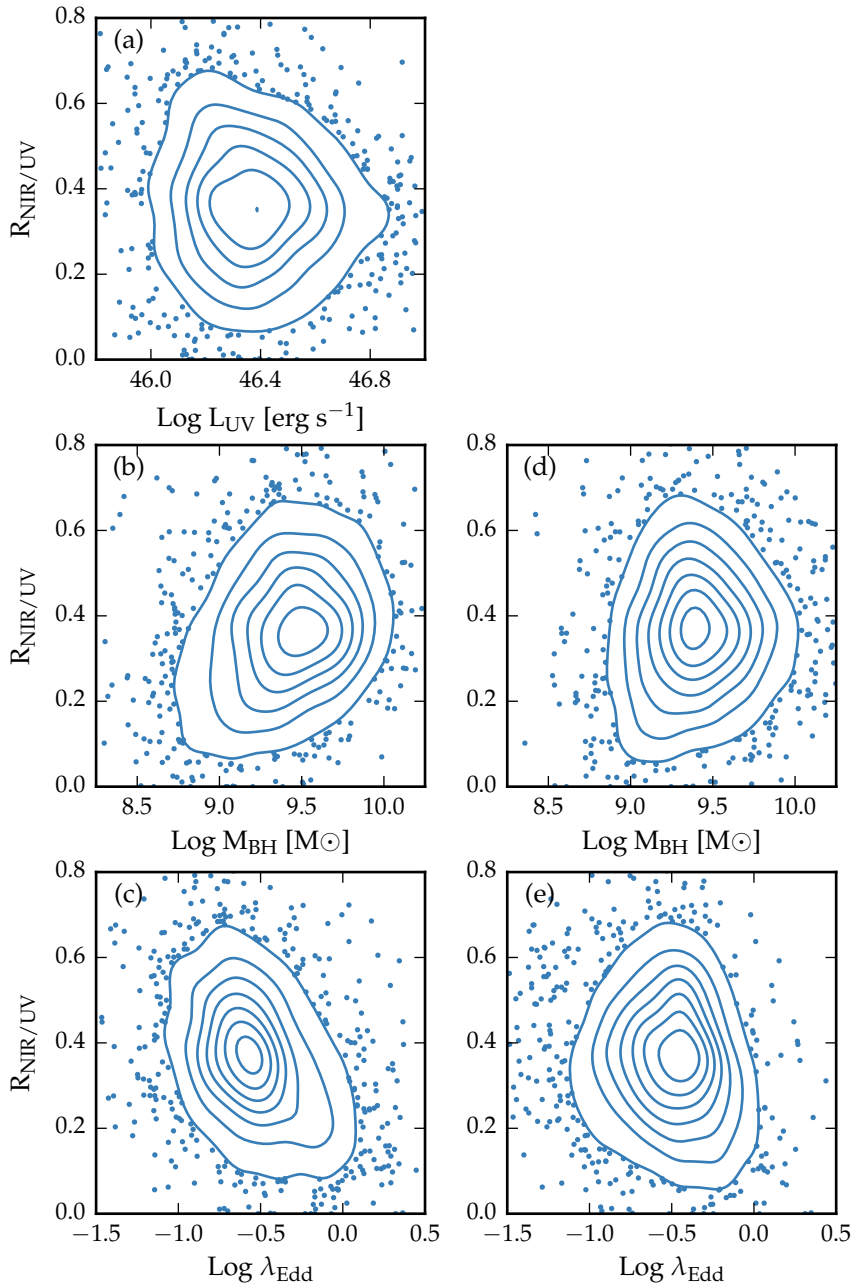 (a)
R_NIR/UV
0.8
0.6
0.4
0.2
0.0
46.0 46.4 46.8
Log L_UV [erg s^−1]
(b)
R_NIR/UV
0.8
0.6
0.4
0.2
0.0
8.5 9.0 9.5 10.0
Log M_BH [M⊙]
(d)
0.8
0.6
0.4
0.2
0.0
8.5 9.0 9.5 10.0
Log M_BH [M⊙]
(c)
R_NIR/UV
0.8
0.6
0.4
0.2
0.0
−1.5 −1.0 −0.5 0.0 0.5
Log λ_Edd
(e)
0.8
0.6
0.4
0.2
0.0
−1.5 −1.0 −0.5 0.0 0.5
Log λ_Edd